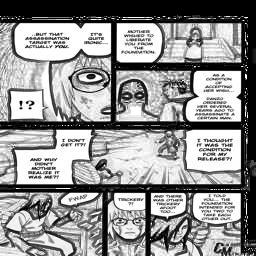 IT'S
QUITE
IRONIC...
...BUT THAT
ASSASSINATION
TARGET WAS
ACTUALLY YOU.
MOTHER
WISHED TO
LIBERATE
YOU FROM
THE
FOUNDATION.
AS A
CONDITION
OF
ACCEPTING
HER WISH...
DANZO
ORDERED
HER SEVERAL
YEARS AGO TO
ASSASSINATE A
CERTAIN MAN.
!?
I THOUGHT
IT WAS THE
CONDITION
FOR MY
RELEASE?!
I DON'T
GET IT?!
AND WHY
DIDN'T
MOTHER
REALIZE IT
WAS ME?!
I TOLD
YOU... THE
FOUNDATION
INTENDED FOR
YOU TWO TO
TAKE EACH
OTHER OUT...
AND THERE
WAS OTHER
TRICKERY
AFOOT
TOO...
TRICKERY
?!
FWAP